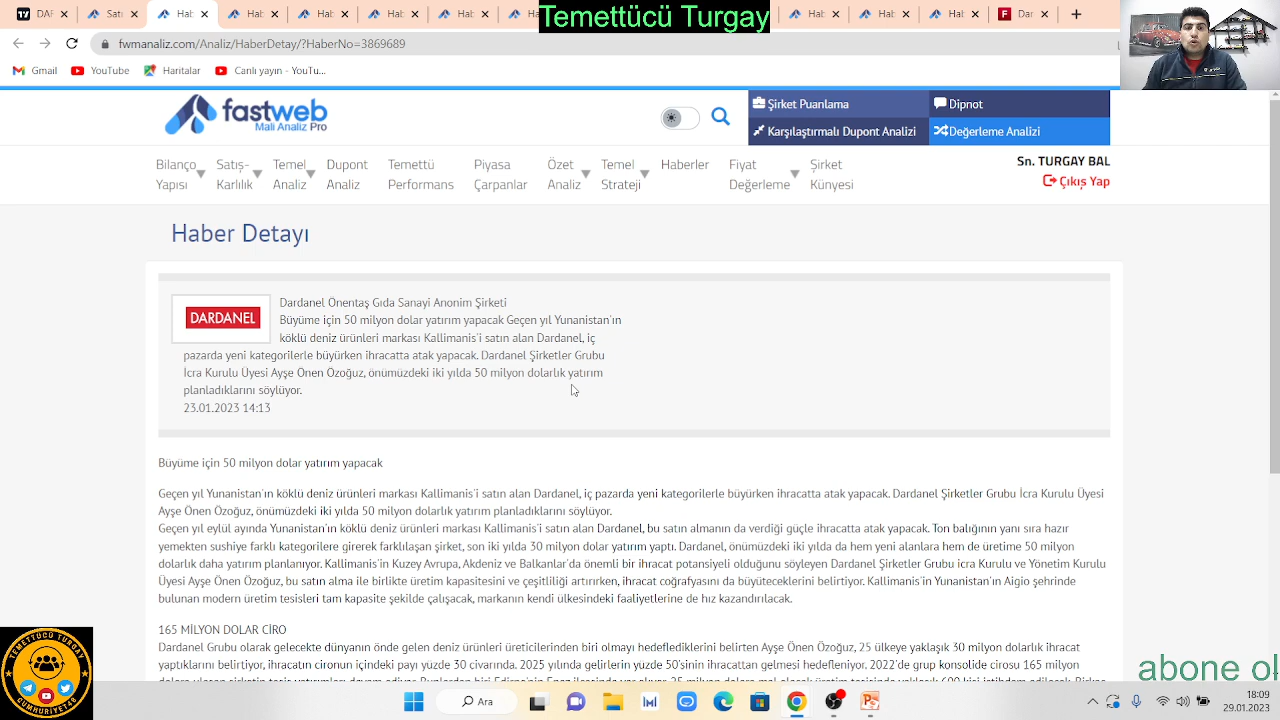 Temettücü Turgay
Hal
Hal
Hal
Hal
Hal
Dar
fwmanaliz.com/Analiz/HaberDetay/?HaberNo=3869689
Gmail
YouTube
Haritalar
Canlı yayın - YouTu...
fastweb
Mali Analiz Pro
Şirket Puanlama
Dipnot
Karşılaştırmalı Dupont Analizi
Değerleme Analizi
Bilanço Yapısı
Satış-Karlılık
Temel Analiz
Dupont Analiz
Temettü Performans
Piyasa Çarpanlar
Özet Analiz
Temel Strateji
Haberler
Fiyat Değerleme
Şirket Künyesi
Sn. TURGAY BAL
Çıkış Yap
Haber Detayı
DARDANEL
Dardanel Önentaş Gıda Sanayi Anonim Şirketi
Büyüme için 50 milyon dolar yatırım yapacak Geçen yıl Yunanistan'ın
köklü deniz ürünleri markası Kallimanis'i satın alan Dardanel, iç
pazarda yeni kategorilerle büyürken ihracatta atak yapacak. Dardanel Şirketler Grubu
İcra Kurulu Üyesi Ayşe Önen Özoğuz, önümüzdeki iki yılda 50 milyon dolarlık yatırım
planladıklarını söylüyor.
23.01.2023 14:13
Büyüme için 50 milyon dolar yatırım yapacak
Geçen yıl Yunanistan'ın köklü deniz ürünleri markası Kallimanis'i satın alan Dardanel, iç pazarda yeni kategorilerle büyürken ihracatta atak yapacak. Dardanel Şirketler Grubu İcra Kurulu Üyesi
Ayşe Önen Özoğuz, önümüzdeki iki yılda 50 milyon dolarlık yatırım planladıklarını söylüyor.
Geçen yıl eylül ayında Yunanistan'ın köklü deniz ürünleri markası Kallimanis'i satın alan Dardanel, bu satın almanın da verdiği güçle ihracatta atak yapacak. Ton balığının yanı sıra hazır
yemekten sushiye farklı kategorilere girerek farklılaşan şirket, son iki yılda 30 milyon dolar yatırım yaptı. Dardanel, önümüzdeki iki yılda da hem yeni alanlara hem de üretime 50 milyon
dolarlık daha yatırım planlanıyor. Kallimanis'in Kuzey Avrupa, Akdeniz ve Balkanlar'da önemli bir ihracat potansiyeli olduğunu söyleyen Dardanel Şirketler Grubu icra Kurulu ve Yönetim Kurulu
Üyesi Ayşe Önen Özoğuz, bu satın alma ile birlikte üretim kapasitesini ve çeşitliliği artırırken, ihracat coğrafyasını da büyüteceklerini belirtiyor. Kallimanis'in Yunanistan'ın Aigio şehrinde
bulunan modern üretim tesisleri tam kapasite şekilde çalışacak, markanın kendi ülkesindeki faaliyetlerine de hız kazandırılacak.
165 MİLYON DOLAR CİRO
Dardanel Grubu olarak gelecekte dünyanın önde gelen deniz ürünleri üreticilerinden biri olmayı hedeflediklerini belirten Ayşe Önen Özoğuz, 25 ülkeye yaklaşık 30 milyon dolarlık ihracat
yaptıklarını belirtiyor, ihracatın cironun içindeki payı yüzde 30 civarında. 2025 yılında gelirlerin yüzde 50'sinin ihracattan gelmesi hedefleniyor. 2022'de grup konsolide cirosu 165 milyon
TEMETTÜCÜ TURGAY
CUMHURİYET46
abone ol
Ara
18:09
29.01.2023